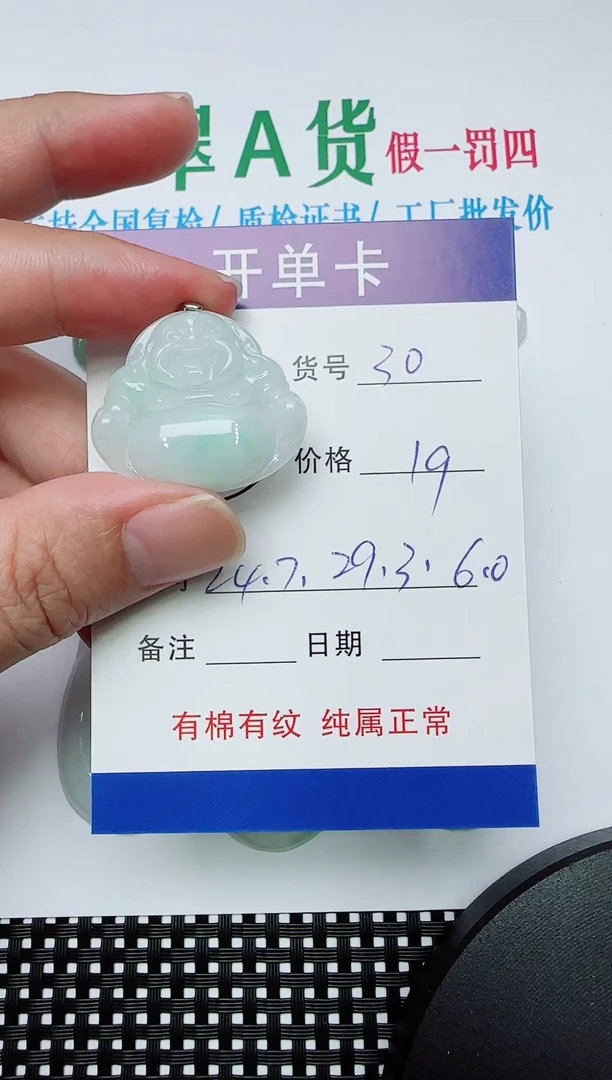 翠A货 假一罚四
支持全国复检/ 质检证书/ 工厂批发价
开单卡
货号 30
价格 19
寸 24.7. 29.3. 6.0
备注 日期
有棉有纹 纯属正常